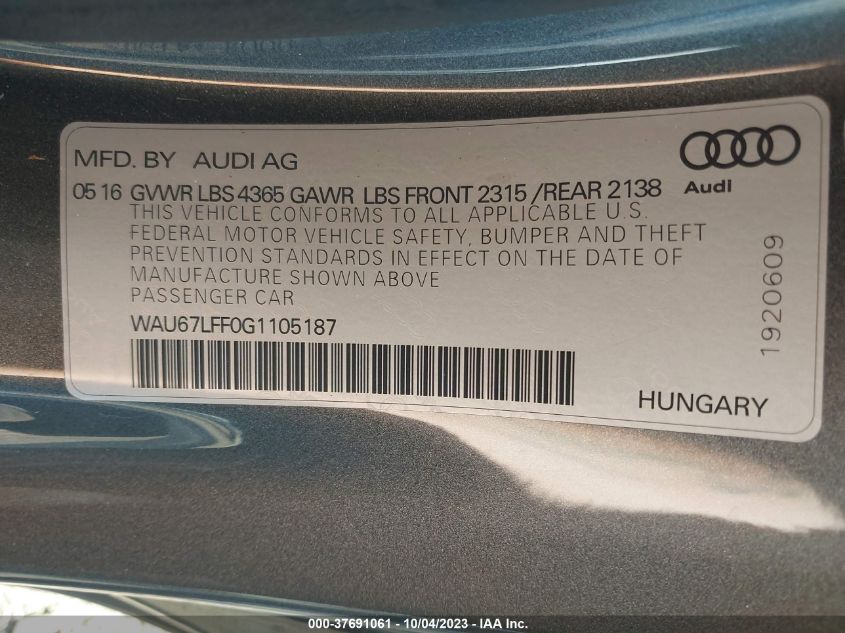 MFD. BY AUDI AG
05 16 GVWR LBS 4365 GAWR LBS FRONT 2315 /REAR 2138
Audi
THIS VEHICLE CONFORMS TO ALL APPLICABLE U.S.
FEDERAL MOTOR VEHICLE SAFETY, BUMPER AND THEFT
PREVENTION STANDARDS IN EFFECT ON THE DATE OF
MANUFACTURE SHOWN ABOVE
PASSENGER CAR
WAU67LFF0G1105187
HUNGARY
1920609
000-37691061 - 10/04/2023 - IAA Inc.